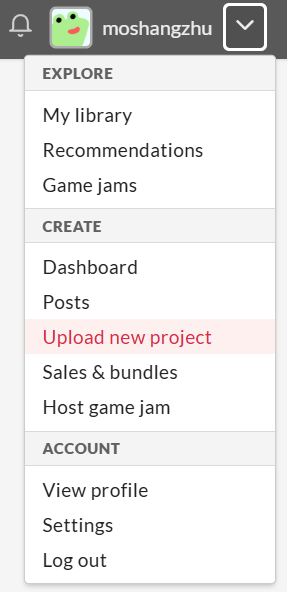 moshangzhu
EXPLORE
My library
Recommendations
Game jams
CREATE
Dashboard
Posts
Upload new project
Sales & bundles
Host game jam
ACCOUNT
View profile
Settings
Log out